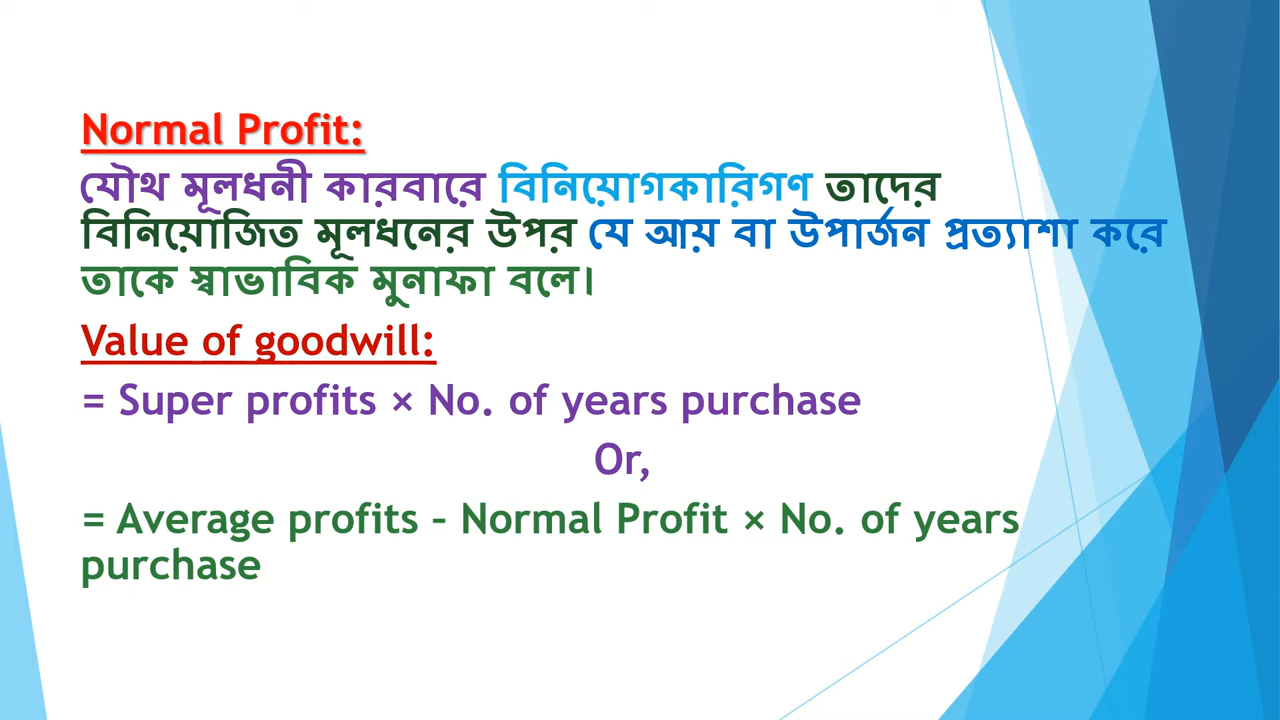 Normal Profit:
যৌথ মূলধনী কারবারে বিনিয়োগকারিগণ তাদের
বিনিয়োজিত মূলধনের উপর যে আয় বা উপার্জন প্রত্যাশা করে
তাকে স্বাভাবিক মুনাফা বলে।
Value of goodwill:
= Super profits × No. of years purchase
Or,
= Average profits – Normal Profit × No. of years
purchase